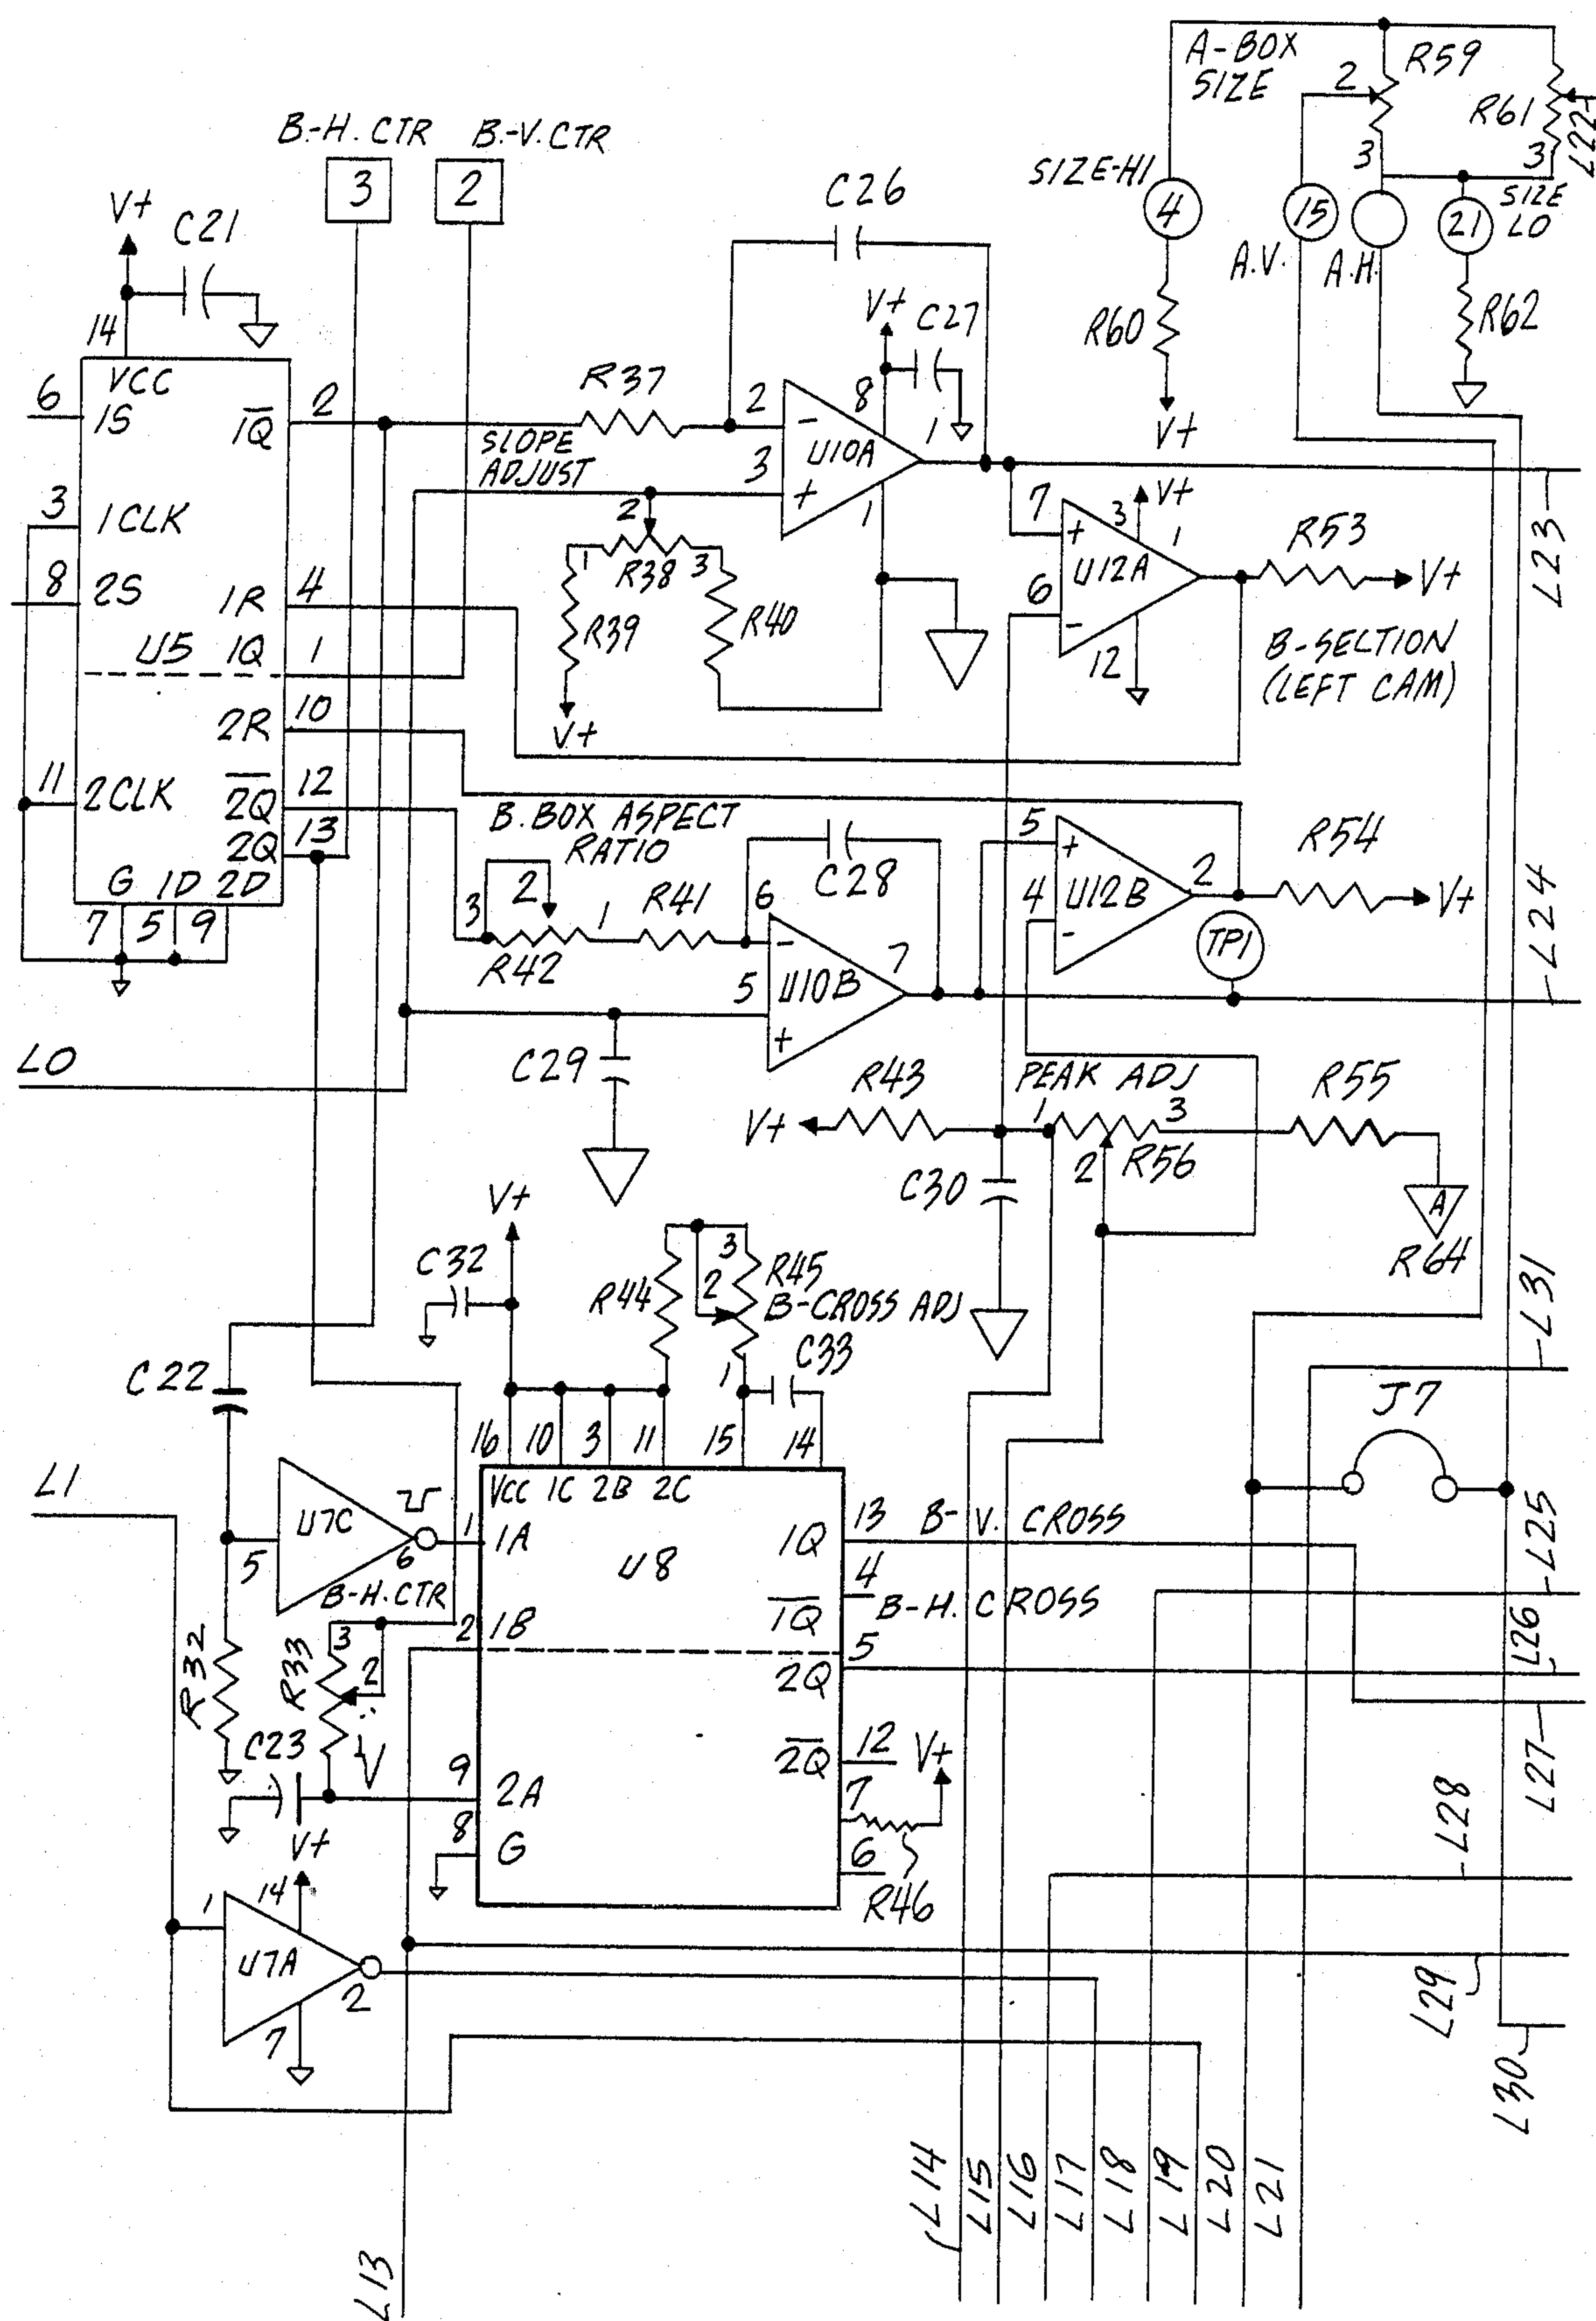 A-BOX
SIZE
2
R59
R61
L22
3
3
SIZE-HI
4
15
21
SIZE
LO
A.V.
A.H.
R60
V+
R62
B-H. CTR
B.-V. CTR
3
2
V+
C21
14
C26
V+
C27
6
VCC
1S
1Q
2
R37
2
-
8
1
SLOPE
ADJUST
3
+
U10A
1
3
1CLK
2
1
R38
3
7
+
3
V+
1
R53
V+
L23
8
2S
1R
4
R39
R40
6
-
U12A
12
B-SECTION
(LEFT CAM)
U5
1Q
1
2R
10
V+
11
2CLK
2Q
12
2Q
13
B.BOX ASPECT
RATIO
C28
5
+
R54
G
1D
2D
7
5
9
3
2
1
R41
6
-
4
-
U12B
2
V+
R42
U10B
7
TP1
L24
5
+
LO
C29
R43
PEAK ADJ
R55
V+
1
3
2
R56
C30
A
R64
V+
C32
R44
3
2
R45
B-CROSS ADJ
1
C33
L31
C22
J7
16
10
3
11
15
14
L1
VCC
1C
2B
2C
U7C
5
6
1
1A
U8
1Q
13
B-V. CROSS
L25
4
1Q
B-H. CROSS
B-H. CTR
2
1B
5
2Q
L26
R32
R33
3
2
C23
9
2A
2Q
12
V+
L27
7
8
G
6
R46
L28
V+
14
1
U7A
2
7
L29
L30
L13
L14
L15
L16
L17
L18
L19
L20
L21